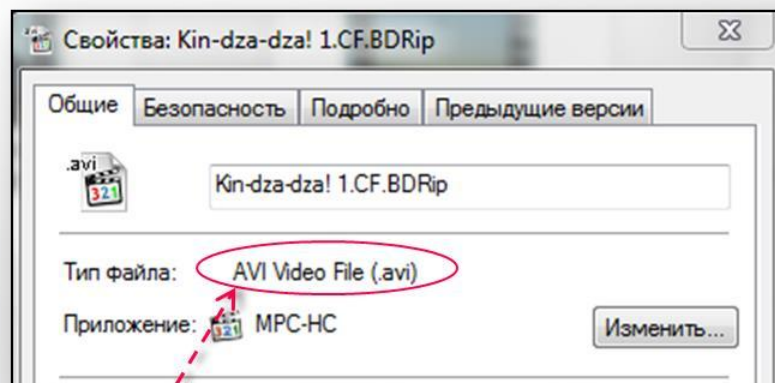 Свойства: Kin-dza-dza! 1.CF.BDRip
Общие Безопасность Подробно Предыдущие версии
.avi
321
Kin-dza-dza! 1.CF.BDRip
Тип файла: AVI Video File (.avi)
Приложение: 321 MPC-HC Изменить...